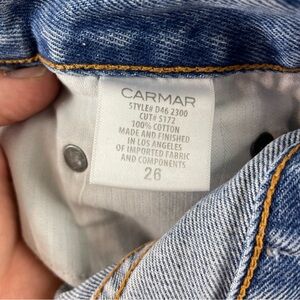 CARMAR
STYLE# D46 2300
CUT# 5172
100% COTTON
MADE AND FINISHED
IN LOS ANGELES
OF IMPORTED FABRIC
AND COMPONENTS
26